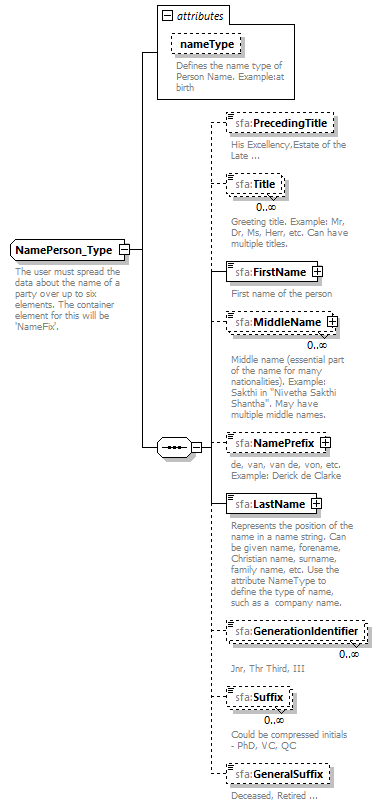 attributes
nameType
Defines the name type of
Person Name. Example:at
birth
sfa:PrecedingTitle
His Excellency,Estate of the
Late ...
sfa:Title
0..∞
Greeting title. Example: Mr,
Dr, Ms, Herr, etc. Can have
multiple titles.
NamePerson_Type
The user must spread the
data about the name of a
party over up to six
elements. The container
element for this will be
'NameFix'.
sfa:FirstName
First name of the person
sfa:MiddleName
0..∞
Middle name (essential part
of the name for many
nationalities). Example:
Sakthi in "Nivetha Sakthi
Shantha". May have
multiple middle names.
sfa:NamePrefix
de, van, van de, von, etc.
Example: Derick de Clarke
sfa:LastName
Represents the position of the
name in a name string. Can
be given name, forename,
Christian name, surname,
family name, etc. Use the
attribute NameType to
define the type of name,
such as a company name.
sfa:GenerationIdentifier
0..∞
Jnr, Thr Third, III
sfa:Suffix
0..∞
Could be compressed initials
- PhD, VC, QC
sfa:GeneralSuffix
Deceased, Retired ...